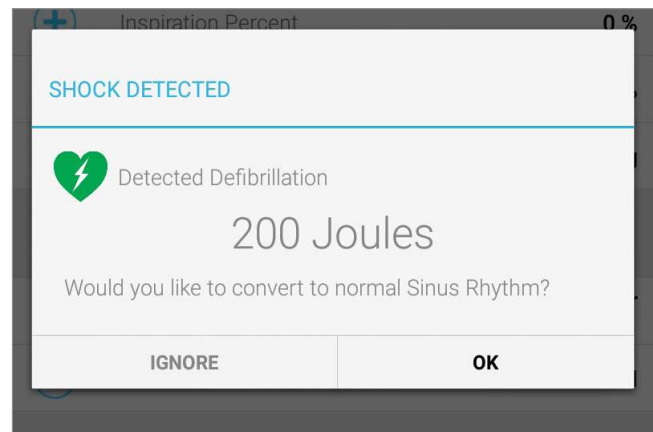 Inspiration Percent 0 %
SHOCK DETECTED
Detected Defibrillation
200 Joules
Would you like to convert to normal Sinus Rhythm?
IGNORE OK